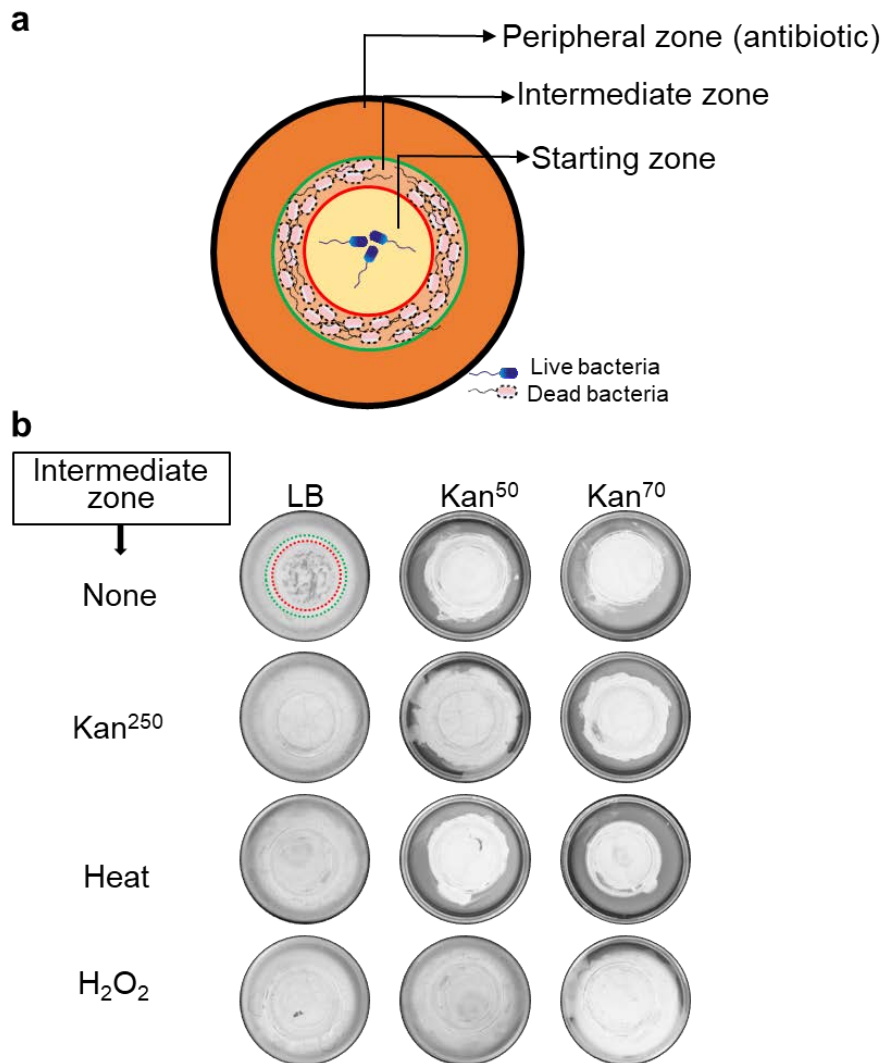 a
Peripheral zone (antibiotic)
Intermediate zone
Starting zone
Live bacteria
Dead bacteria
b
Intermediate
zone
LB Kan⁵⁰ Kan⁷⁰
None
Kan²⁵⁰
Heat
H₂O₂